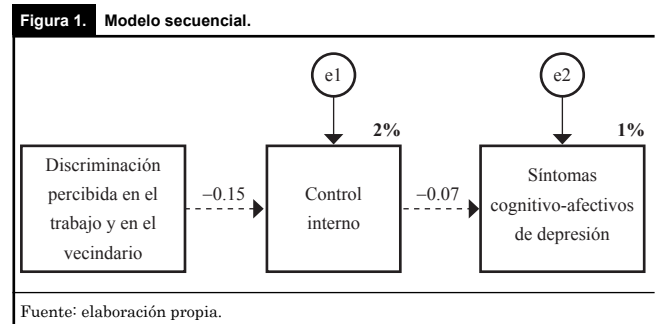 Figura 1. Modelo secuencial.
e1
e2
2%
1%
Discriminación
percibida en el
trabajo y en el
vecindario
−0.15
Control
interno
−0.07
Síntomas
cognitivo-afectivos
de depresión
Fuente: elaboración propia.